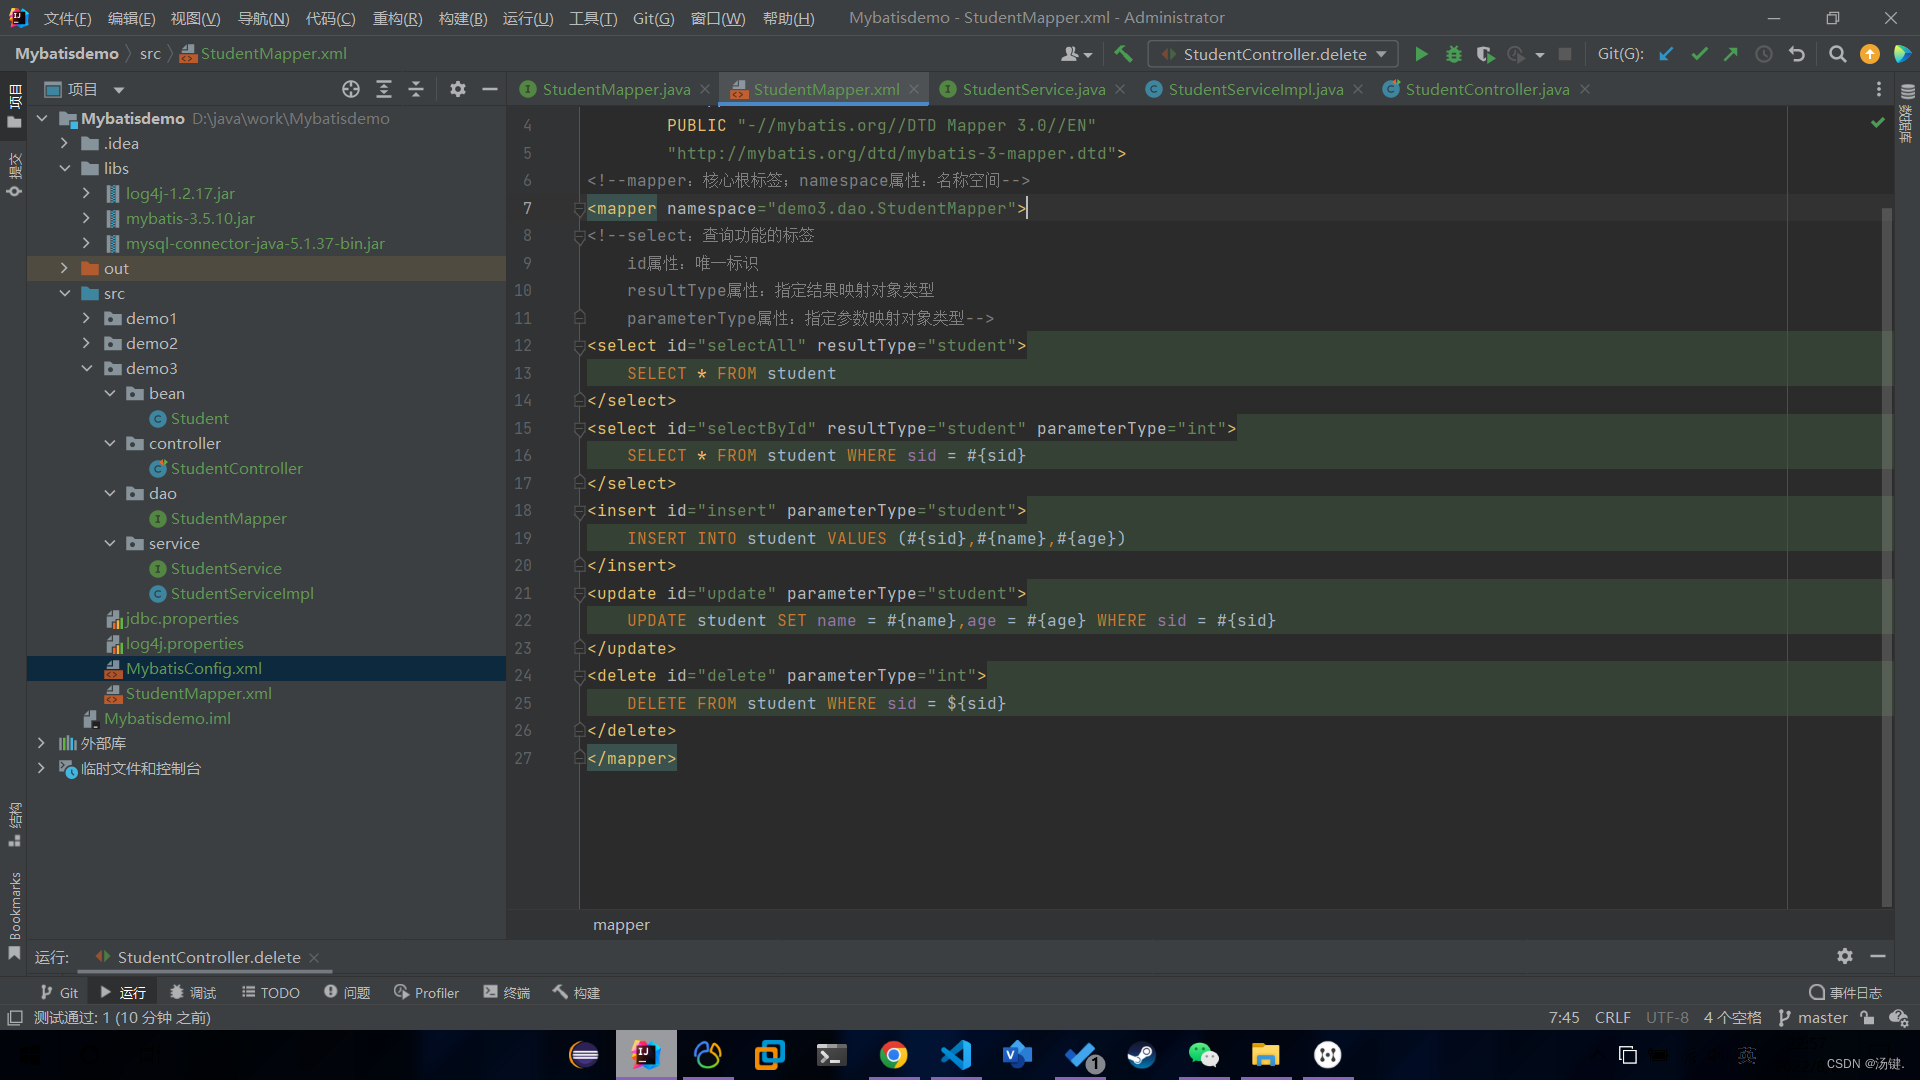 文件(F) 编辑(E) 视图(V) 导航(N) 代码(C) 重构(R) 构建(B) 运行(U) 工具(T) Git(G) 窗口(W) 帮助(H) Mybatisdemo - StudentMapper.xml - Administrator
Mybatisdemo src StudentMapper.xml StudentController.delete Git(G):
项目 StudentMapper.java StudentMapper.xml StudentService.java StudentServiceImpl.java StudentController.java
项目
提交
结构
Bookmarks
数据库
Mybatisdemo D:\java\work\Mybatisdemo
.idea
libs
log4j-1.2.17.jar
mybatis-3.5.10.jar
mysql-connector-java-5.1.37-bin.jar
out
src
demo1
demo2
demo3
bean
Student
controller
StudentController
dao
StudentMapper
service
StudentService
StudentServiceImpl
jdbc.properties
log4j.properties
MybatisConfig.xml
StudentMapper.xml
Mybatisdemo.iml
外部库
临时文件和控制台
4 PUBLIC "-//mybatis.org//DTD Mapper 3.0//EN"
5 "http://mybatis.org/dtd/mybatis-3-mapper.dtd">
6 <!--mapper：核心根标签；namespace属性：名称空间-->
7 <mapper namespace="demo3.dao.StudentMapper">
8 <!--select：查询功能的标签
9 id属性：唯一标识
10 resultType属性：指定结果映射对象类型
11 parameterType属性：指定参数映射对象类型-->
12 <select id="selectAll" resultType="student">
13 SELECT * FROM student
14 </select>
15 <select id="selectById" resultType="student" parameterType="int">
16 SELECT * FROM student WHERE sid = #{sid}
17 </select>
18 <insert id="insert" parameterType="student">
19 INSERT INTO student VALUES (#{sid},#{name},#{age})
20 </insert>
21 <update id="update" parameterType="student">
22 UPDATE student SET name = #{name},age = #{age} WHERE sid = #{sid}
23 </update>
24 <delete id="delete" parameterType="int">
25 DELETE FROM student WHERE sid = ${sid}
26 </delete>
27 </mapper>
mapper
运行: StudentController.delete
Git 运行 调试 TODO 问题 Profiler 终端 构建 事件日志
测试通过: 1 (10 分钟 之前) 7:45 CRLF UTF-8 4 个空格 master
1 英
CSDN @汤键.